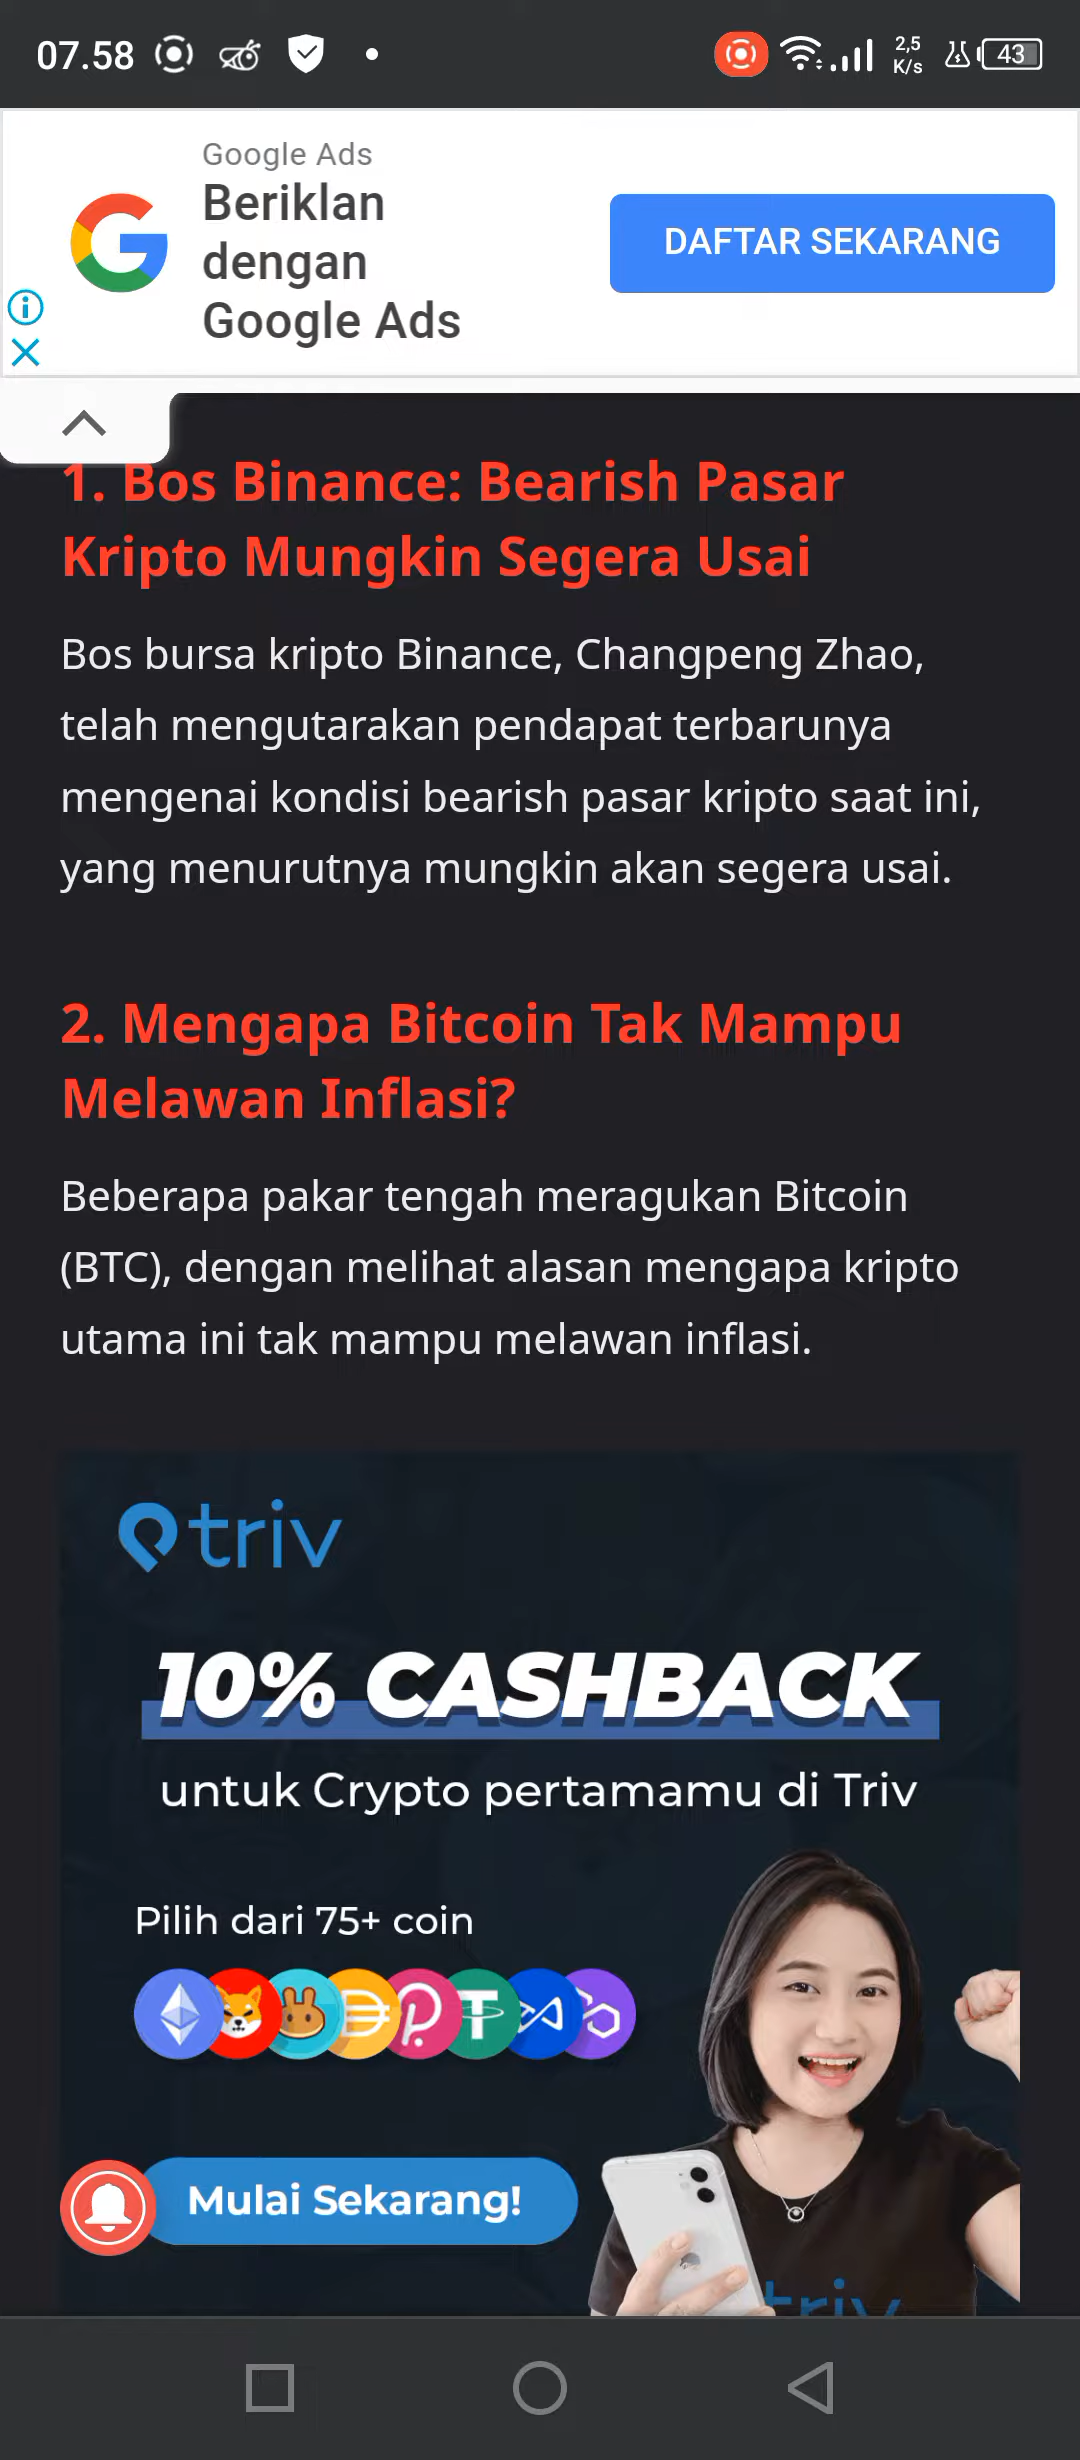 07.58
2,5
K/s
43
Google Ads
Beriklan
dengan
Google Ads
DAFTAR SEKARANG
1. Bos Binance: Bearish Pasar
Kripto Mungkin Segera Usai
Bos bursa kripto Binance, Changpeng Zhao,
telah mengutarakan pendapat terbarunya
mengenai kondisi bearish pasar kripto saat ini,
yang menurutnya mungkin akan segera usai.
2. Mengapa Bitcoin Tak Mampu
Melawan Inflasi?
Beberapa pakar tengah meragukan Bitcoin
(BTC), dengan melihat alasan mengapa kripto
utama ini tak mampu melawan inflasi.
triv
10% CASHBACK
untuk Crypto pertamamu di Triv
Pilih dari 75+ coin
Mulai Sekarang!
triv